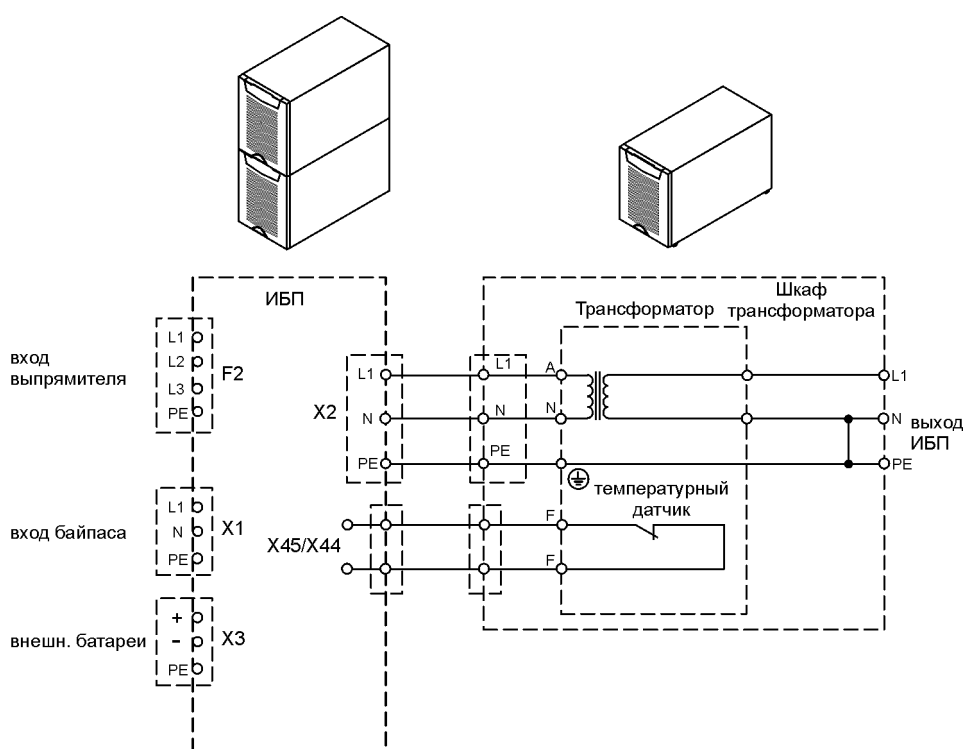 ИБП
Шкаф
трансформатора
Трансформатор
вход
выпрямителя
L1
L2
L3
PE
F2
X2
L1
N
PE
L1
N
PE
A
N
L1
N
PE
выход
ИБП
температурный
датчик
вход байпаса
L1
N
PE
X1
X45/X44
F
F
внешн. батареи
+
-
PE
X3